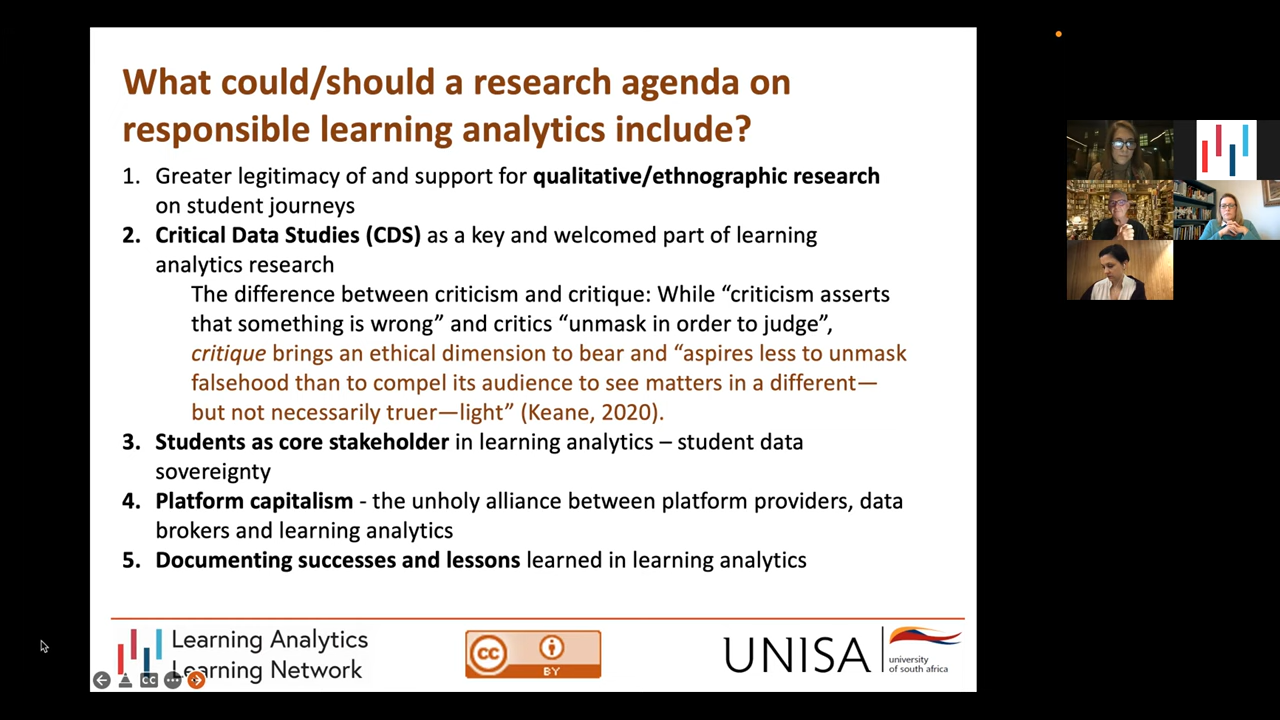 What could/should a research agenda on
responsible learning analytics include?
1. Greater legitimacy of and support for qualitative/ethnographic research
on student journeys
2. Critical Data Studies (CDS) as a key and welcomed part of learning
analytics research
The difference between criticism and critique: While “criticism asserts
that something is wrong” and critics “unmask in order to judge”,
critique brings an ethical dimension to bear and “aspires less to unmask
falsehood than to compel its audience to see matters in a different—
but not necessarily truer—light” (Keane, 2020).
3. Students as core stakeholder in learning analytics – student data
sovereignty
4. Platform capitalism - the unholy alliance between platform providers, data
brokers and learning analytics
5. Documenting successes and lessons learned in learning analytics
Learning Analytics
Learning Network
CC
cc
BY
UNISA
university
of south africa